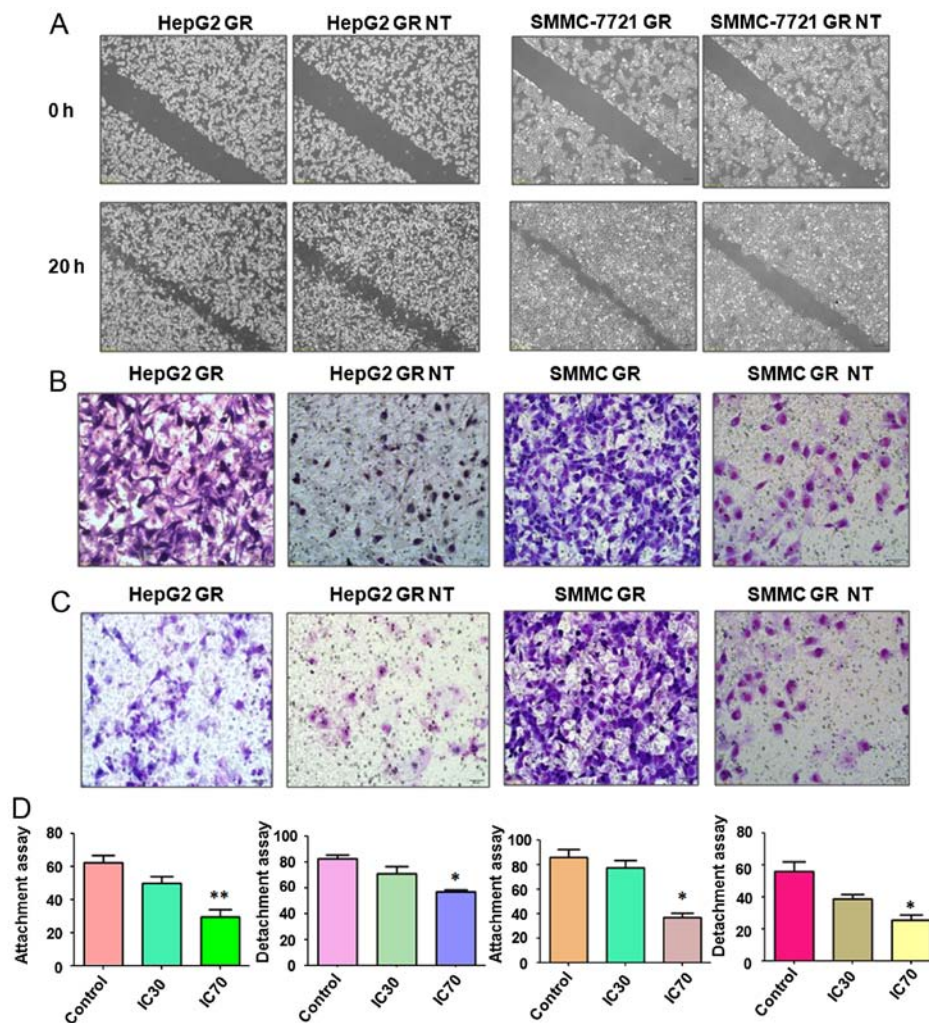 A
HepG2 GR HepG2 GR NT SMMC-7721 GR SMMC-7721 GR NT
0 h
20 h
B
HepG2 GR HepG2 GR NT SMMC GR SMMC GR NT
C
HepG2 GR HepG2 GR NT SMMC GR SMMC GR NT
D
Attachment assay
80
60
40
20
0
**
Control IC30 IC70
Detachment assay
100
80
60
40
20
0
*
Control IC30 IC70
Attachment assay
100
80
60
40
20
0
*
Control IC30 IC70
Detachment assay
80
60
40
20
0
*
Control IC30 IC70